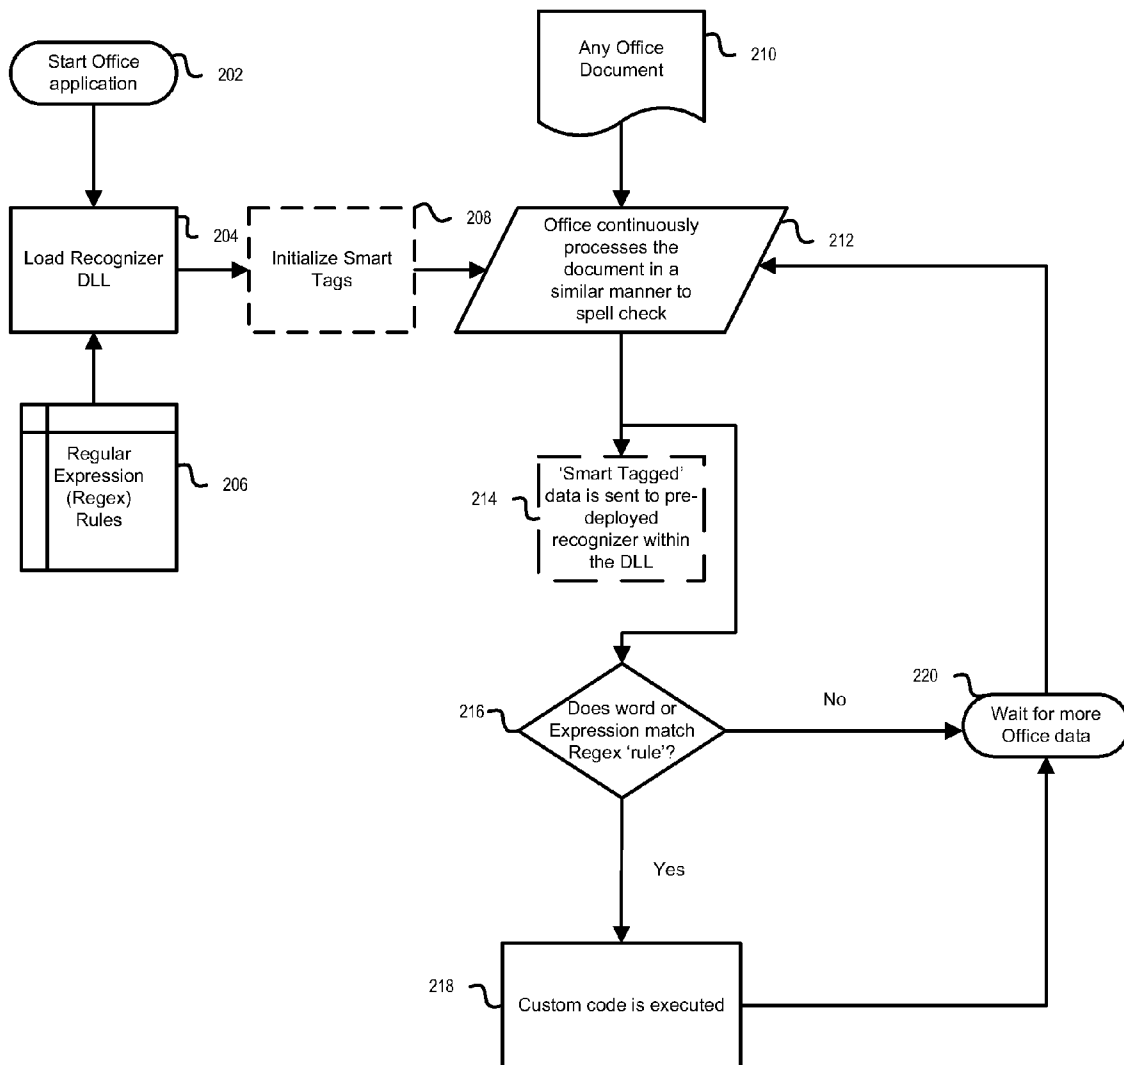 Start Office
application
202
Any Office
Document
210
Load Recognizer
DLL
204
Initialize Smart
Tags
208
Office continuously
processes the
document in a
similar manner to
spell check
212
Regular
Expression
(Regex)
Rules
206
214
'Smart Tagged'
data is sent to pre-
deployed
recognizer within
the DLL
216
Does word or
Expression match
Regex 'rule'?
No
220
Wait for more
Office data
Yes
218
Custom code is executed